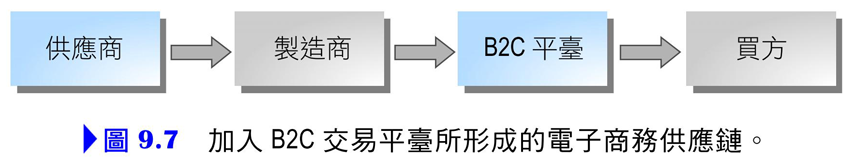 供應商 製造商 B2C 平臺 買方
圖 9.7 加入 B2C 交易平臺所形成的電子商務供應鏈。